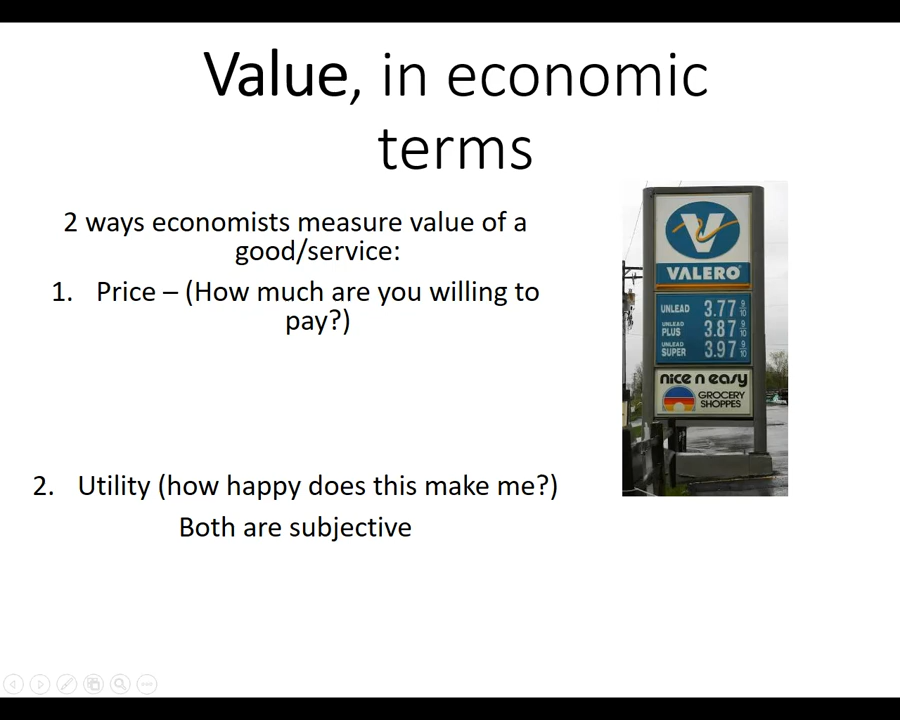 Value, in economic
terms
2 ways economists measure value of a
good/service:
1. Price – (How much are you willing to
pay?)
2. Utility (how happy does this make me?)
Both are subjective
V
VALERO
UNLEAD 3.77 9/10
UNLEAD PLUS 3.87 9/10
UNLEAD SUPER 3.97 9/10
nice n easy
GROCERY
SHOPPES